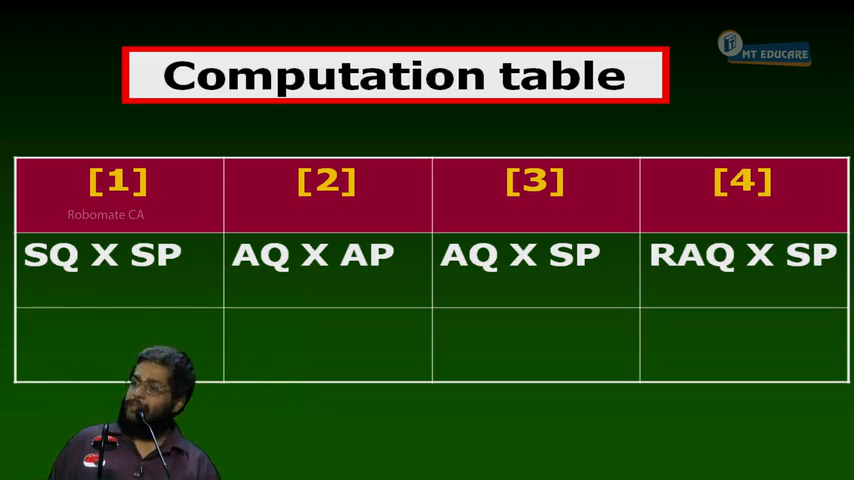 MT EDUCARE
Computation table
[1] [2] [3] [4]
Robomate CA
SQ X SP AQ X AP AQ X SP RAQ X SP